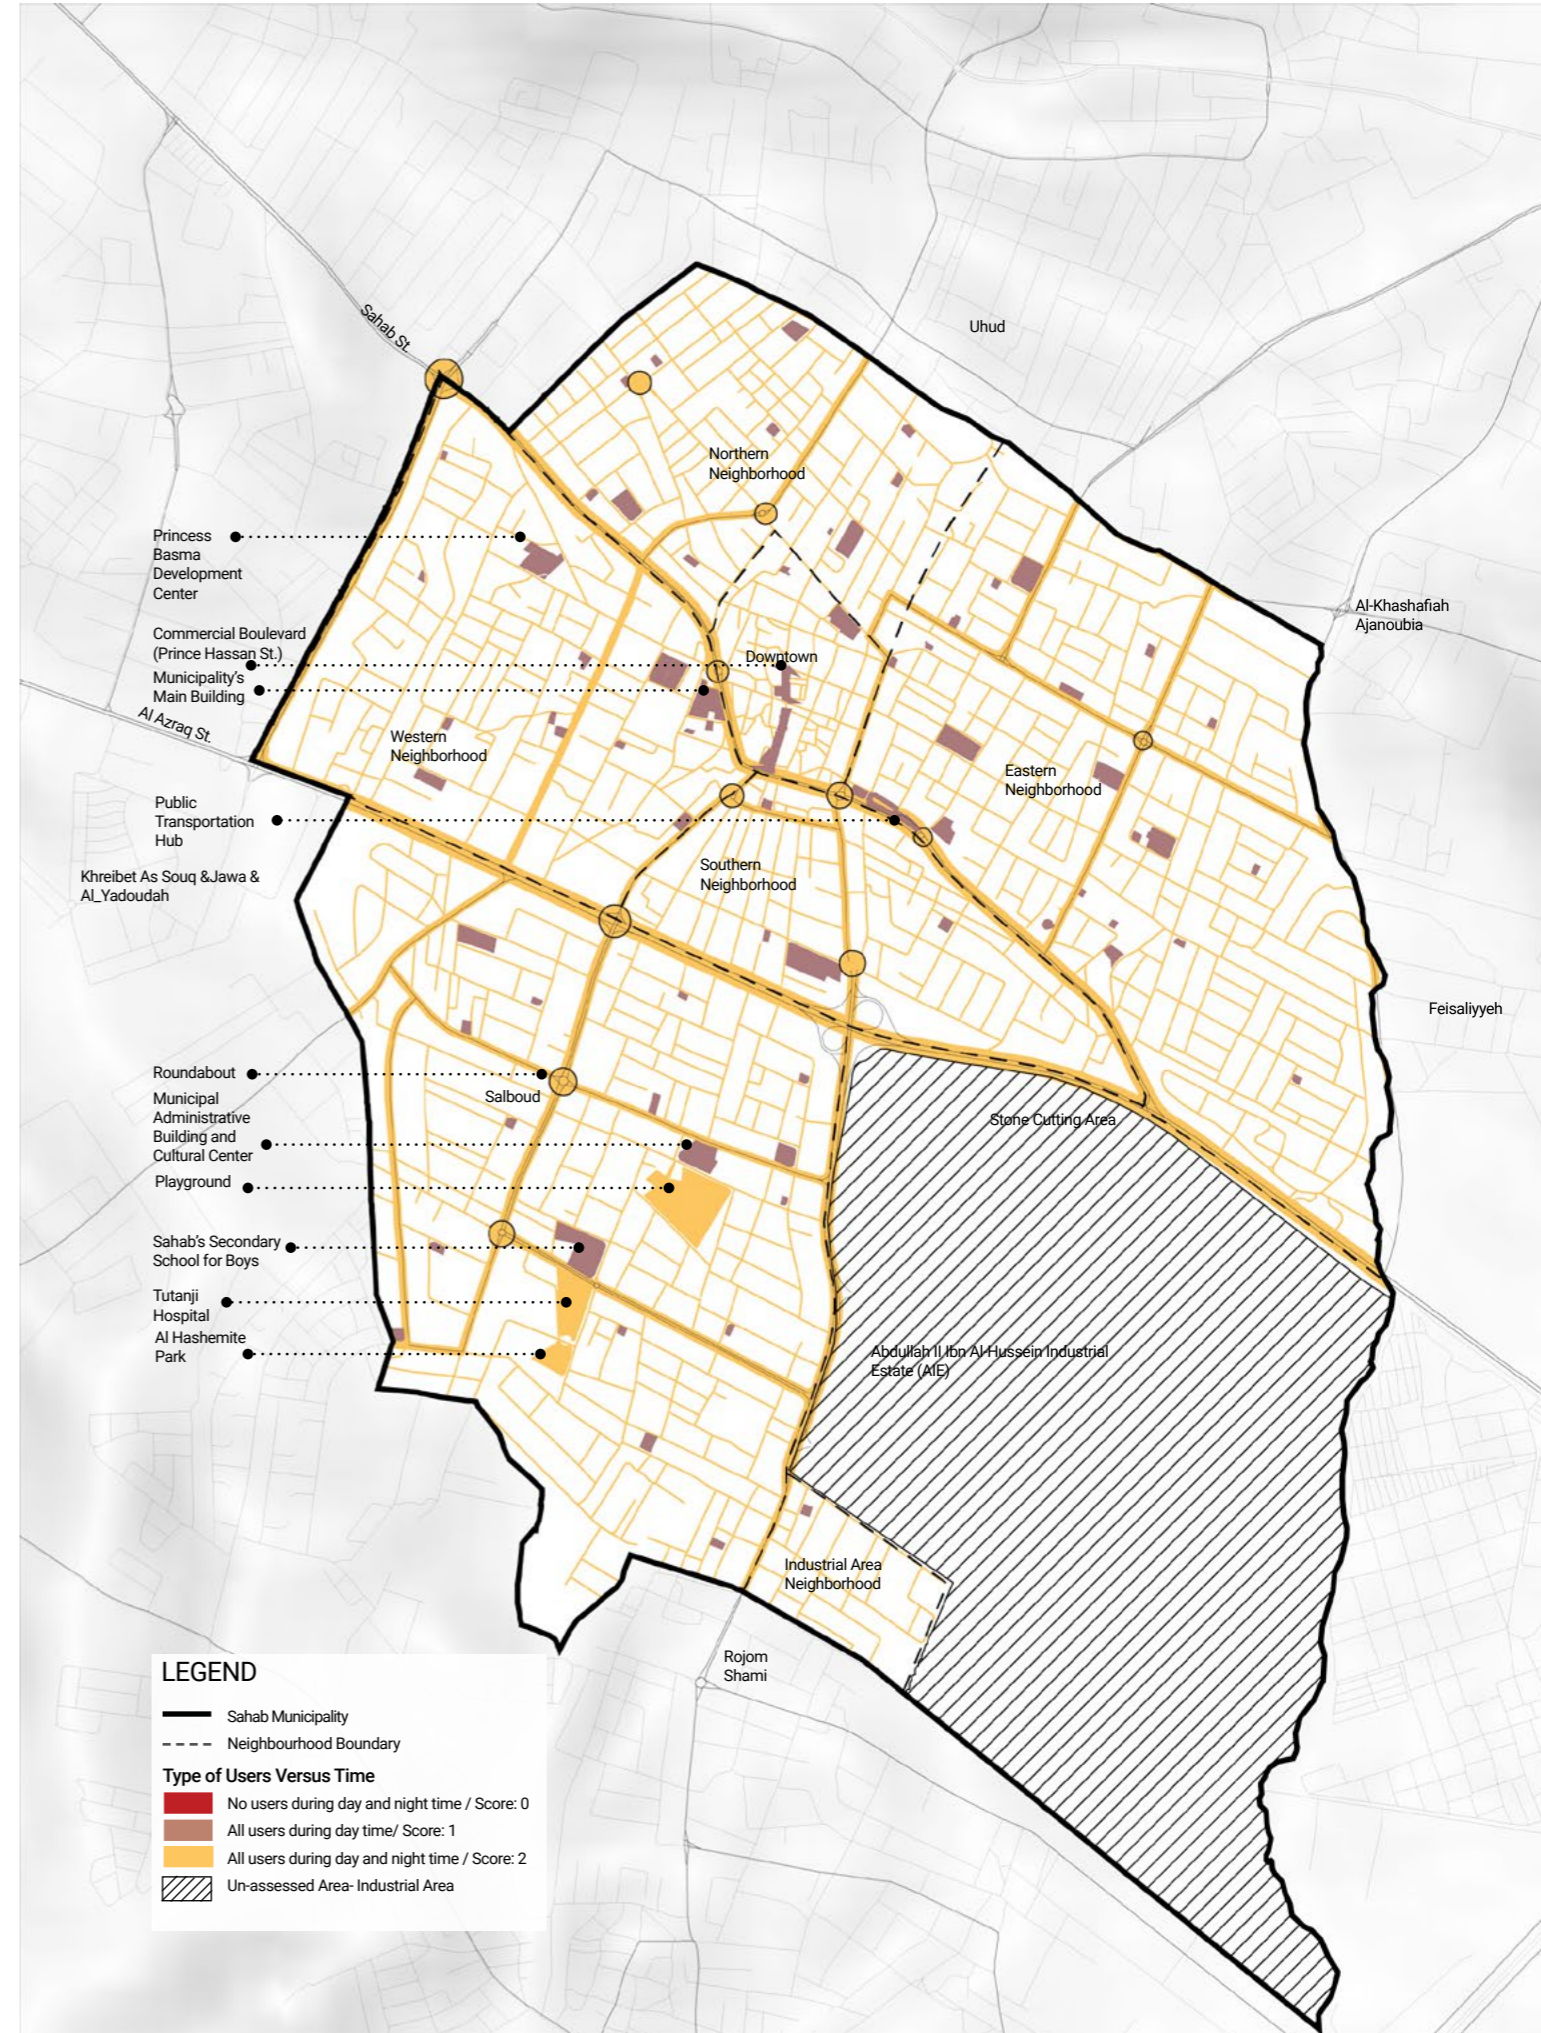 Sahab St.
Uhud
Northern
Neighborhood
Princess
Basma
Development
Center
Al-Khashafiah
Ajanoubia
Commercial Boulevard
(Prince Hassan St.)
Downtown
Municipality's
Main Building
Al Azraq St.
Western
Neighborhood
Eastern
Neighborhood
Public
Transportation
Hub
Southern
Neighborhood
Khreibet As Souq &Jawa &
Al_Yadoudah
Feisaliyyeh
Roundabout
Salboud
Municipal
Administrative
Building and
Cultural Center
Stone Cutting Area
Playground
Sahab's Secondary
School for Boys
Tutanji
Hospital
Al Hashemite
Park
Abdullah II Ibn Al-Hussein Industrial
Estate (AIE)
Industrial Area
Neighborhood
Rojom
Shami
LEGEND
Sahab Municipality
Neighbourhood Boundary
Type of Users Versus Time
No users during day and night time / Score: 0
All users during day time/ Score: 1
All users during day and night time / Score: 2
Un-assessed Area- Industrial Area